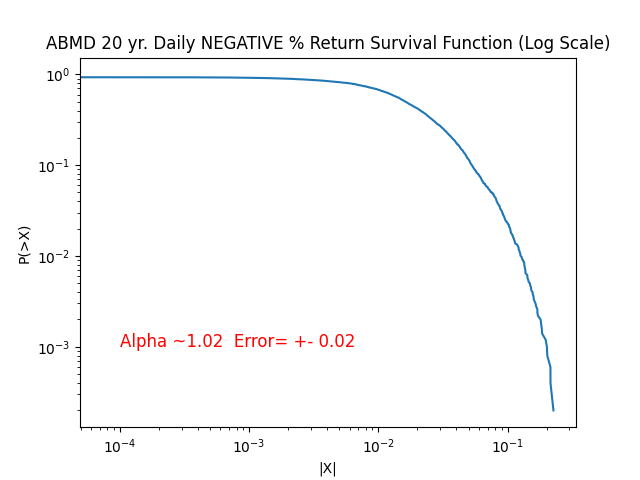 ABMD 20 yr. Daily NEGATIVE % Return Survival Function (Log Scale)
P(>X)
10^0
10^-1
10^-2
10^-3
Alpha ~1.02  Error= +- 0.02
10^-4
10^-3
10^-2
10^-1
|X|